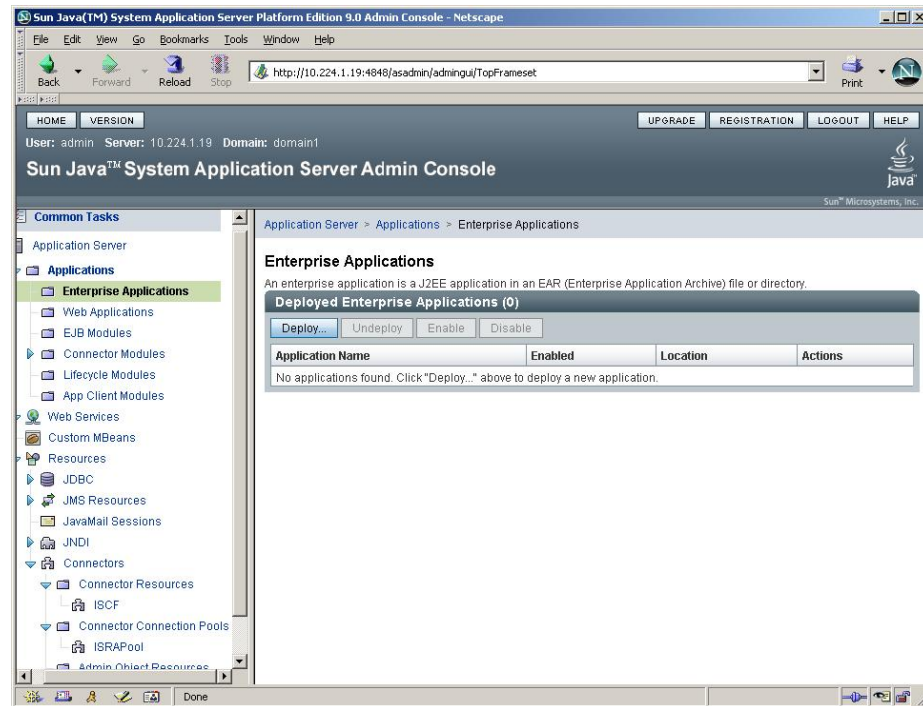 Sun Java(TM) System Application Server Platform Edition 9.0 Admin Console - Netscape
File Edit View Go Bookmarks Tools Window Help
Back Forward Reload Stop http://10.224.1.19:4848/asadmin/admingui/TopFrameset Print N
HOME VERSION UPGRADE REGISTRATION LOGOUT HELP
User: admin Server: 10.224.1.19 Domain: domain1
Sun Java™ System Application Server Admin Console
Java™
Sun™ Microsystems, Inc.
Common Tasks
Application Server
Applications
Enterprise Applications
Web Applications
EJB Modules
Connector Modules
Lifecycle Modules
App Client Modules
Web Services
Custom MBeans
Resources
JDBC
JMS Resources
JavaMail Sessions
JNDI
Connectors
Connector Resources
ISCF
Connector Connection Pools
ISRAPool
Admin Object Resources
Application Server > Applications > Enterprise Applications
Enterprise Applications
An enterprise application is a J2EE application in an EAR (Enterprise Application Archive) file or directory.
Deployed Enterprise Applications (0)
Deploy... Undeploy Enable Disable
Application Name Enabled Location Actions
No applications found. Click "Deploy..." above to deploy a new application.
Done